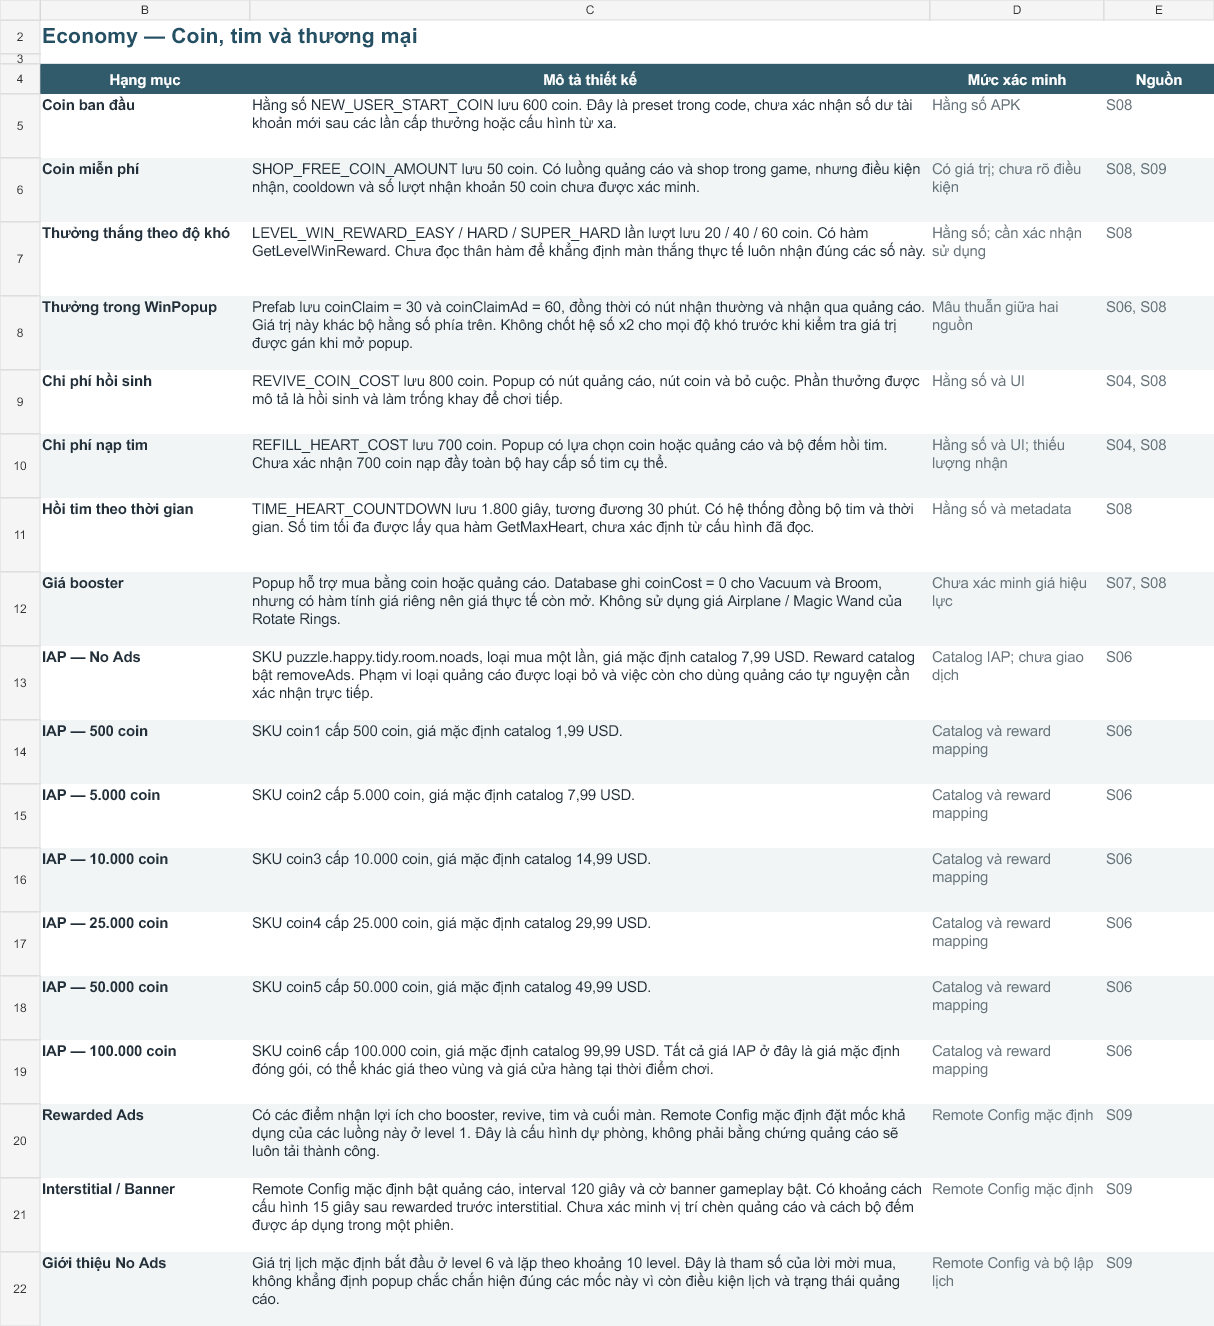 B C D E
2 Economy — Coin, tim và thương mại
3
4 Hạng mục Mô tả thiết kế Mức xác minh Nguồn
Coin ban đầu Hằng số NEW_USER_START_COIN lưu 600 coin. Đây là preset trong code, chưa xác nhận số dư tài Hằng số APK S08
5 khoản mới sau các lần cấp thưởng hoặc cấu hình từ xa.
Coin miễn phí SHOP_FREE_COIN_AMOUNT lưu 50 coin. Có luồng quảng cáo và shop trong game, nhưng điều kiện Có giá trị; chưa rõ điều S08, S09
6 nhận, cooldown và số lượt nhận khoản 50 coin chưa được xác minh. kiện
Thưởng thắng theo độ khó LEVEL_WIN_REWARD_EASY / HARD / SUPER_HARD lần lượt lưu 20 / 40 / 60 coin. Có hàm Hằng số; cần xác nhận S08
7 GetLevelWinReward. Chưa đọc thân hàm để khẳng định màn thắng thực tế luôn nhận đúng các số này. sử dụng
Thưởng trong WinPopup Prefab lưu coinClaim = 30 và coinClaimAd = 60, đồng thời có nút nhận thưởng và nhận qua quảng cáo. Mâu thuẫn giữa hai S06, S08
8 Giá trị này khác bộ hằng số phía trên. Không chốt hệ số x2 cho mọi độ khó trước khi kiểm tra giá trị nguồn
được gán khi mở popup.
Chi phí hồi sinh REVIVE_COIN_COST lưu 800 coin. Popup có nút quảng cáo, nút coin và bỏ cuộc. Phần thưởng được Hằng số và UI S04, S08
9 mô tả là hồi sinh và làm trống khay để chơi tiếp.
Chi phí nạp tim REFILL_HEART_COST lưu 700 coin. Popup có lựa chọn coin hoặc quảng cáo và bộ đếm hồi tim. Hằng số và UI; thiếu S04, S08
10 Chưa xác nhận 700 coin nạp đầy toàn bộ hay cấp số tim cụ thể. lượng nhận
Hồi tim theo thời gian TIME_HEART_COUNTDOWN lưu 1.800 giây, tương đương 30 phút. Có hệ thống đồng bộ tim và thời Hằng số và metadata S08
11 gian. Số tim tối đa được lấy qua hàm GetMaxHeart, chưa xác định từ cấu hình đã đọc.
Giá booster Popup hỗ trợ mua bằng coin hoặc quảng cáo. Database ghi coinCost = 0 cho Vacuum và Broom, Chưa xác minh giá hiệu S07, S08
12 nhưng có hàm tính giá riêng nên giá thực tế còn mở. Không sử dụng giá Airplane / Magic Wand của lực
Rotate Rings.
IAP — No Ads SKU puzzle.happy.tidy.room.noads, loại mua một lần, giá mặc định catalog 7,99 USD. Reward catalog Catalog IAP; chưa giao S06
13 bật removeAds. Phạm vi loại quảng cáo được loại bỏ và việc còn cho dùng quảng cáo tự nguyện cần dịch
xác nhận trực tiếp.
IAP — 500 coin SKU coin1 cấp 500 coin, giá mặc định catalog 1,99 USD. Catalog và reward S06
14 mapping
IAP — 5.000 coin SKU coin2 cấp 5.000 coin, giá mặc định catalog 7,99 USD. Catalog và reward S06
15 mapping
IAP — 10.000 coin SKU coin3 cấp 10.000 coin, giá mặc định catalog 14,99 USD. Catalog và reward S06
16 mapping
IAP — 25.000 coin SKU coin4 cấp 25.000 coin, giá mặc định catalog 29,99 USD. Catalog và reward S06
17 mapping
IAP — 50.000 coin SKU coin5 cấp 50.000 coin, giá mặc định catalog 49,99 USD. Catalog và reward S06
18 mapping
IAP — 100.000 coin SKU coin6 cấp 100.000 coin, giá mặc định catalog 99,99 USD. Tất cả giá IAP ở đây là giá mặc định Catalog và reward S06
19 đóng gói, có thể khác giá theo vùng và giá cửa hàng tại thời điểm chơi. mapping
Rewarded Ads Có các điểm nhận lợi ích cho booster, revive, tim và cuối màn. Remote Config mặc định đặt mốc khả Remote Config mặc định S09
20 dụng của các luồng này ở level 1. Đây là cấu hình dự phòng, không phải bằng chứng quảng cáo sẽ
luôn tải thành công.
Interstitial / Banner Remote Config mặc định bật quảng cáo, interval 120 giây và cờ banner gameplay bật. Có khoảng cách Remote Config mặc định S09
21 cấu hình 15 giây sau rewarded trước interstitial. Chưa xác minh vị trí chèn quảng cáo và cách bộ đếm
được áp dụng trong một phiên.
Giới thiệu No Ads Giá trị lịch mặc định bắt đầu ở level 6 và lặp theo khoảng 10 level. Đây là tham số của lời mời mua, Remote Config và bộ lập S09
22 không khẳng định popup chắc chắn hiện đúng các mốc này vì còn điều kiện lịch và trạng thái quảng lịch
cáo.